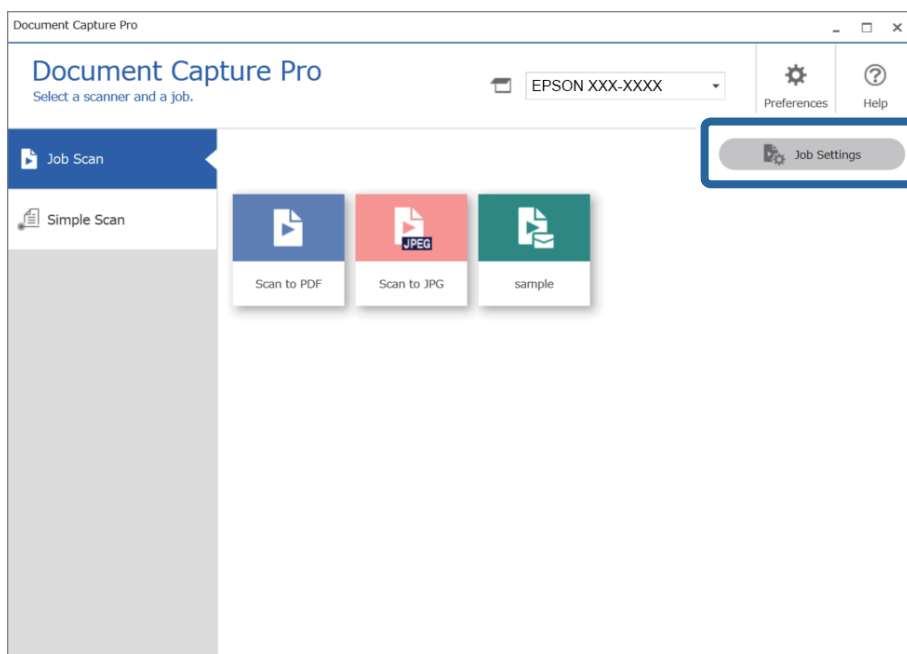 Document Capture Pro
Document Capture Pro
Select a scanner and a job.
EPSON XXX-XXXX
Preferences
Help
Job Scan
Job Settings
Simple Scan
JPEG
Scan to PDF
Scan to JPG
sample